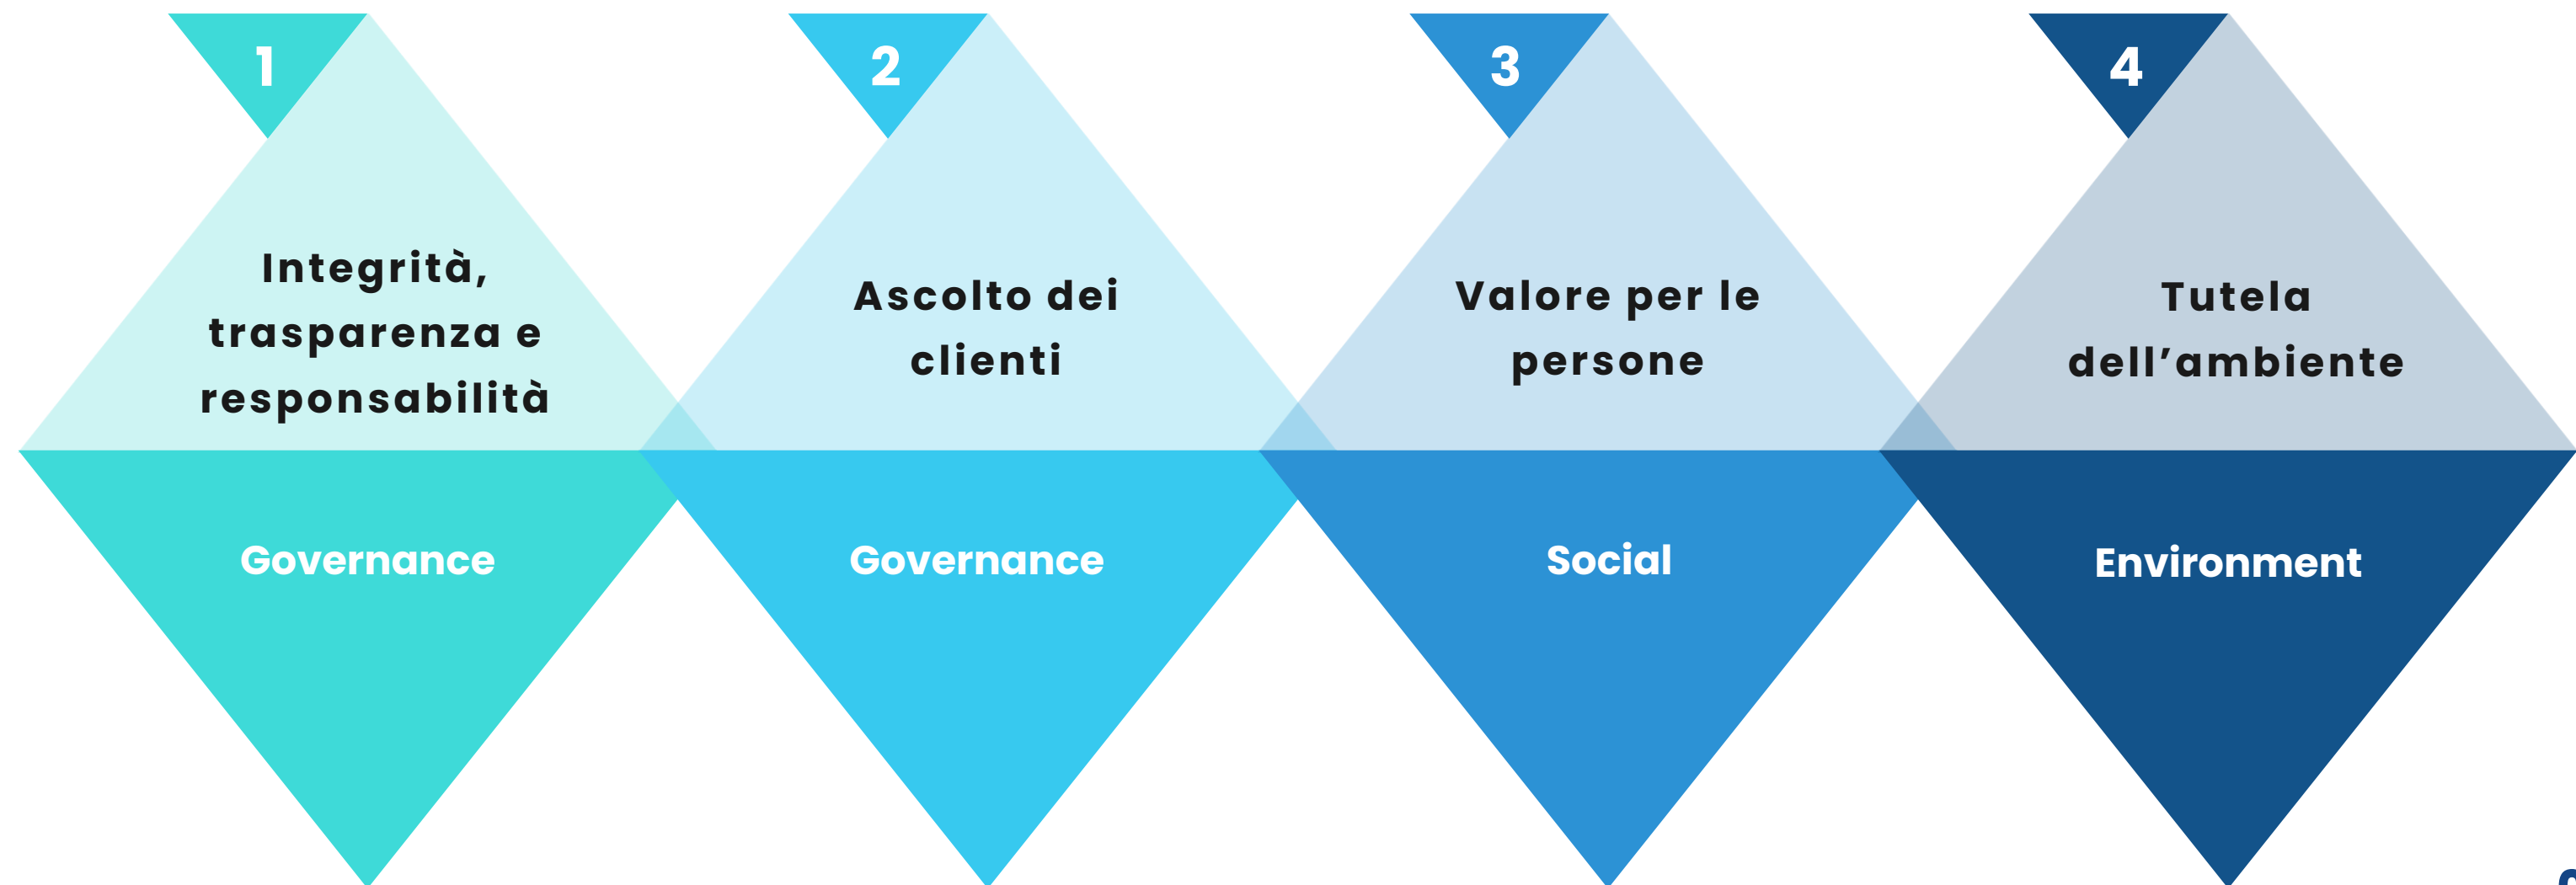 1
Integrità,
trasparenza e
responsabilità
Governance
2
Ascolto dei
clienti
Governance
3
Valore per le
persone
Social
4
Tutela
dell’ambiente
Environment